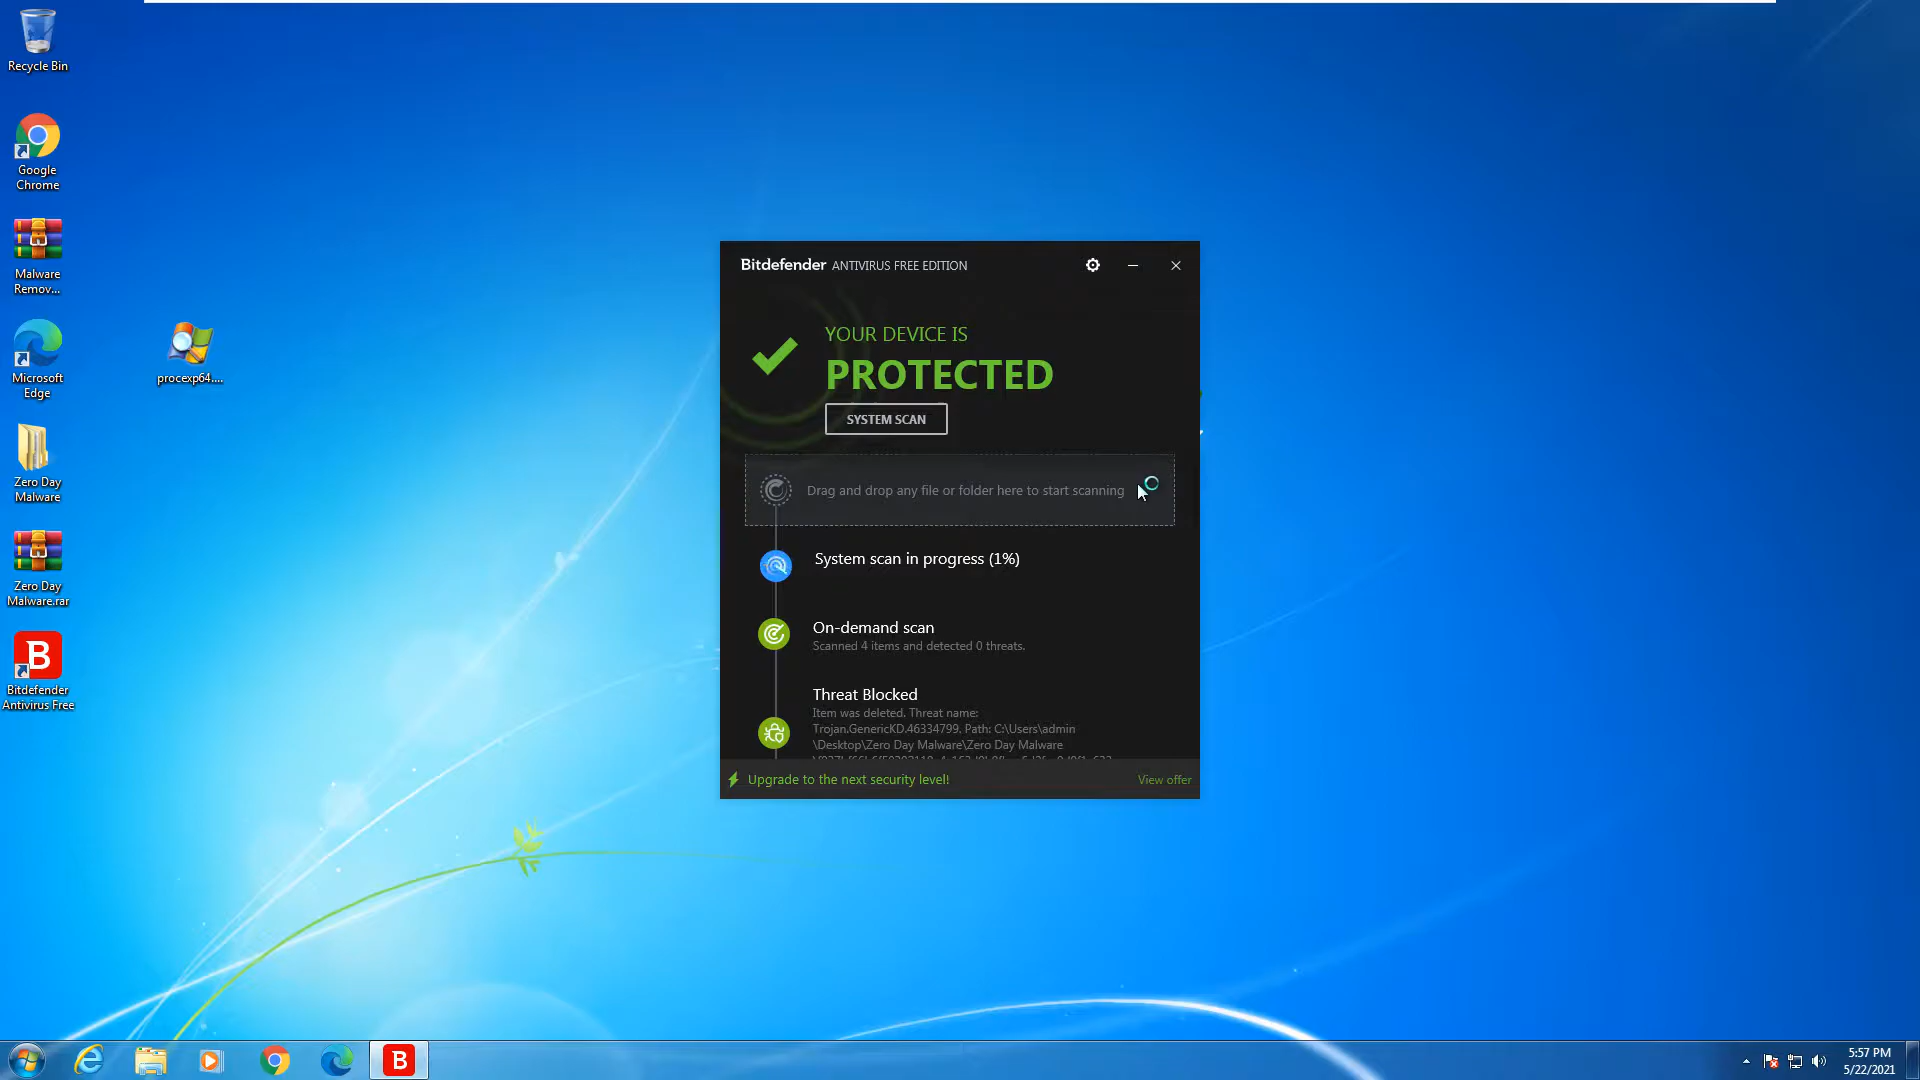 Recycle Bin
Google
Chrome
Malware
Remov...
Microsoft
Edge
procexp64....
Zero Day
Malware
Zero Day
Malware.rar
B
Bitdefender
Antivirus Free
Bitdefender ANTIVIRUS FREE EDITION
YOUR DEVICE IS
PROTECTED
SYSTEM SCAN
Drag and drop any file or folder here to start scanning
System scan in progress (1%)
On-demand scan
Scanned 4 items and detected 0 threats.
Threat Blocked
Item was deleted. Threat name:
Trojan.GenericKD.46334799. Path: C:\Users\admin
\Desktop\Zero Day Malware\Zero Day Malware
Upgrade to the next security level!
View offer
B
5:57 PM
5/22/2021